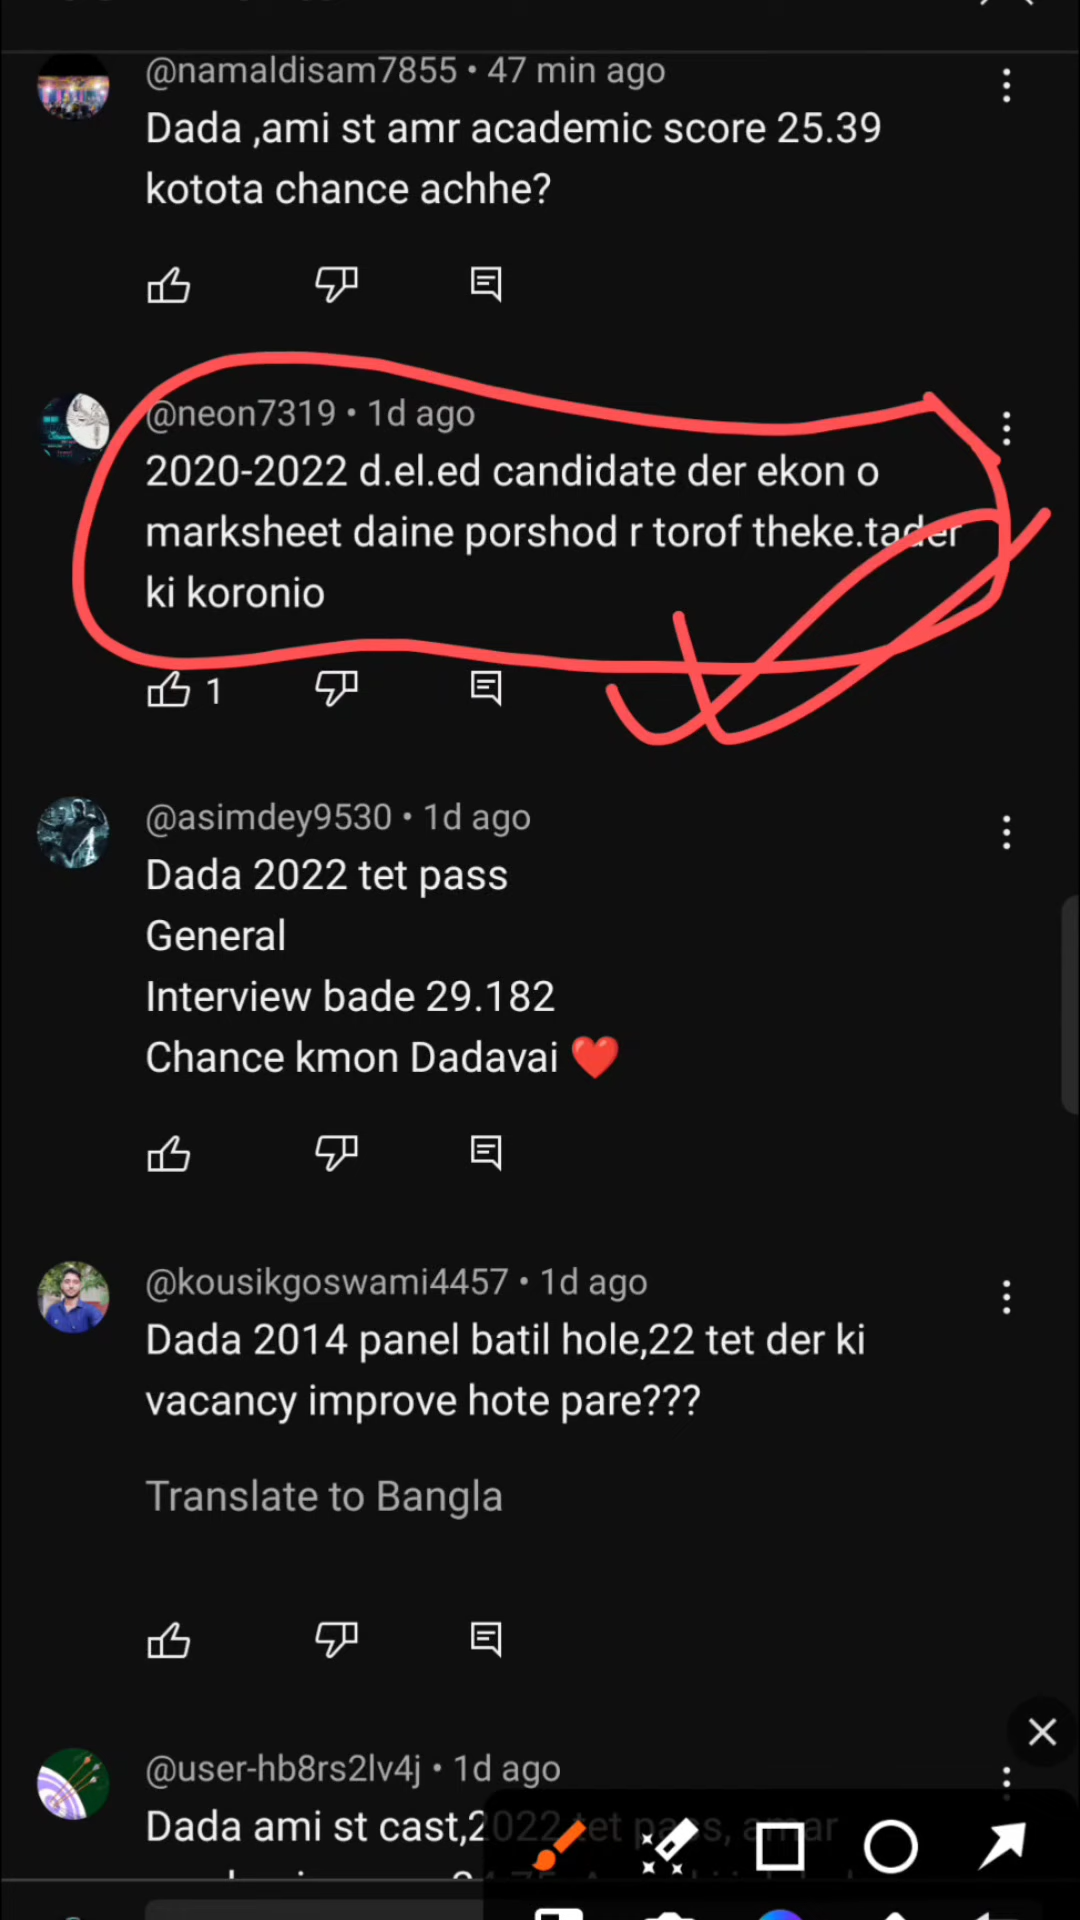 @namaldisam7855 • 47 min ago
Dada ,ami st amr academic score 25.39
kotota chance achhe?
@neon7319 • 1d ago
2020-2022 d.el.ed candidate der ekon o
marksheet daine porshod r torof theke.tader
ki koronio
1
@asimdey9530 • 1d ago
Dada 2022 tet pass
General
Interview bade 29.182
Chance kmon Dadavai ❤️
@kousikgoswami4457 • 1d ago
Dada 2014 panel batil hole,22 tet der ki
vacancy improve hote pare???
Translate to Bangla
@user-hb8rs2lv4j • 1d ago
Dada ami st cast,2022 tet pass, amar